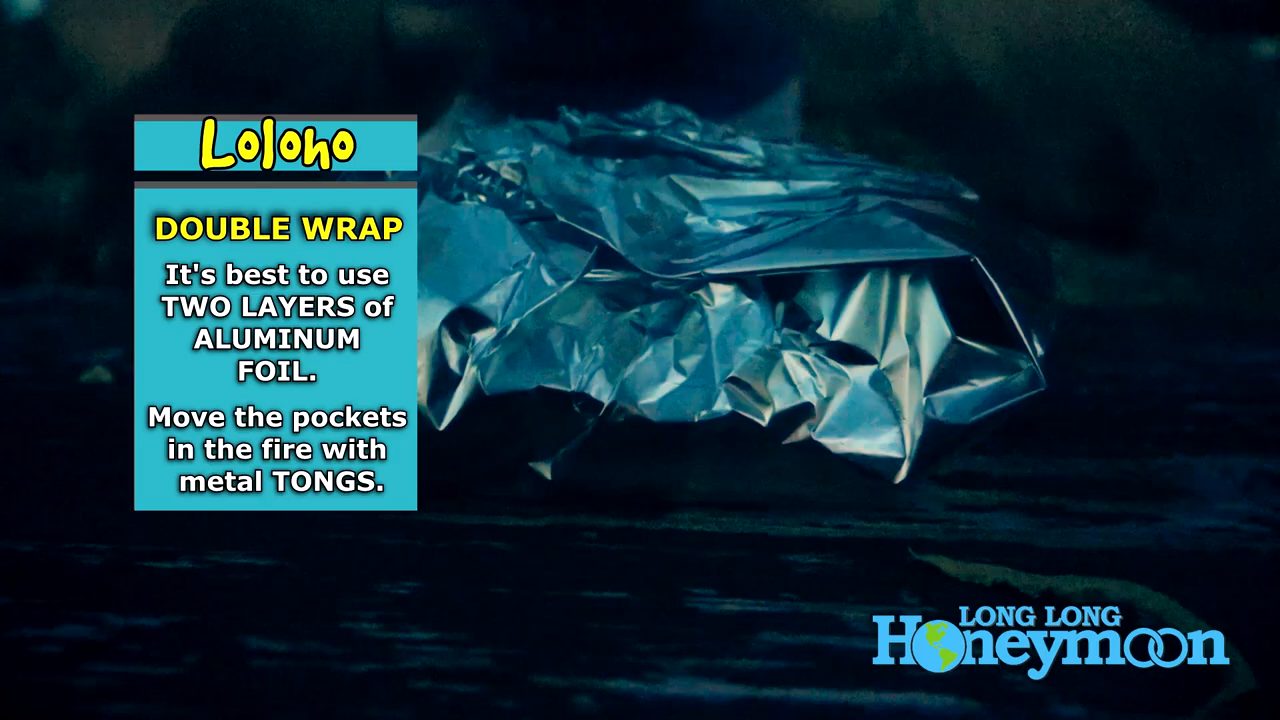 Loloho
DOUBLE WRAP
It's best to use
TWO LAYERS of
ALUMINUM
FOIL.
Move the pockets
in the fire with
metal TONGS.
LONG LONG
Honeymoon